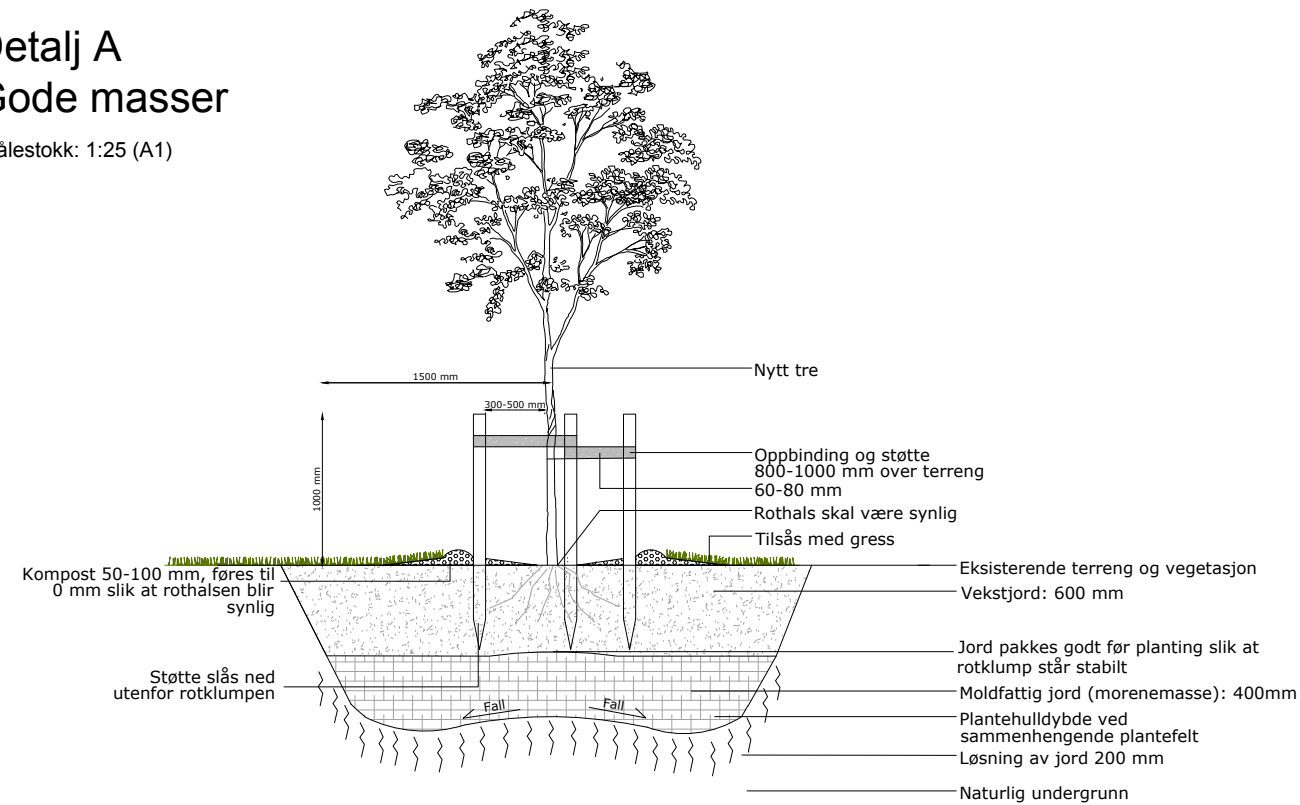 Detalj A
Gode masser
Målestokk: 1:25 (A1)
1500 mm
300-500 mm
1000 mm
Nytt tre
Oppbinding og støtte
800-1000 mm over terreng
60-80 mm
Rothals skal være synlig
Tilsås med gress
Kompost 50-100 mm, føres til
0 mm slik at rothalsen blir
synlig
Eksisterende terreng og vegetasjon
Vekstjord: 600 mm
Støtte slås ned
utenfor rotklumpen
Jord pakkes godt før planting slik at
rotklump står stabilt
Moldfattig jord (morenemasse): 400mm
Fall
Fall
Plantehulldybde ved
sammenhengende plantefelt
Løsning av jord 200 mm
Naturlig undergrunn